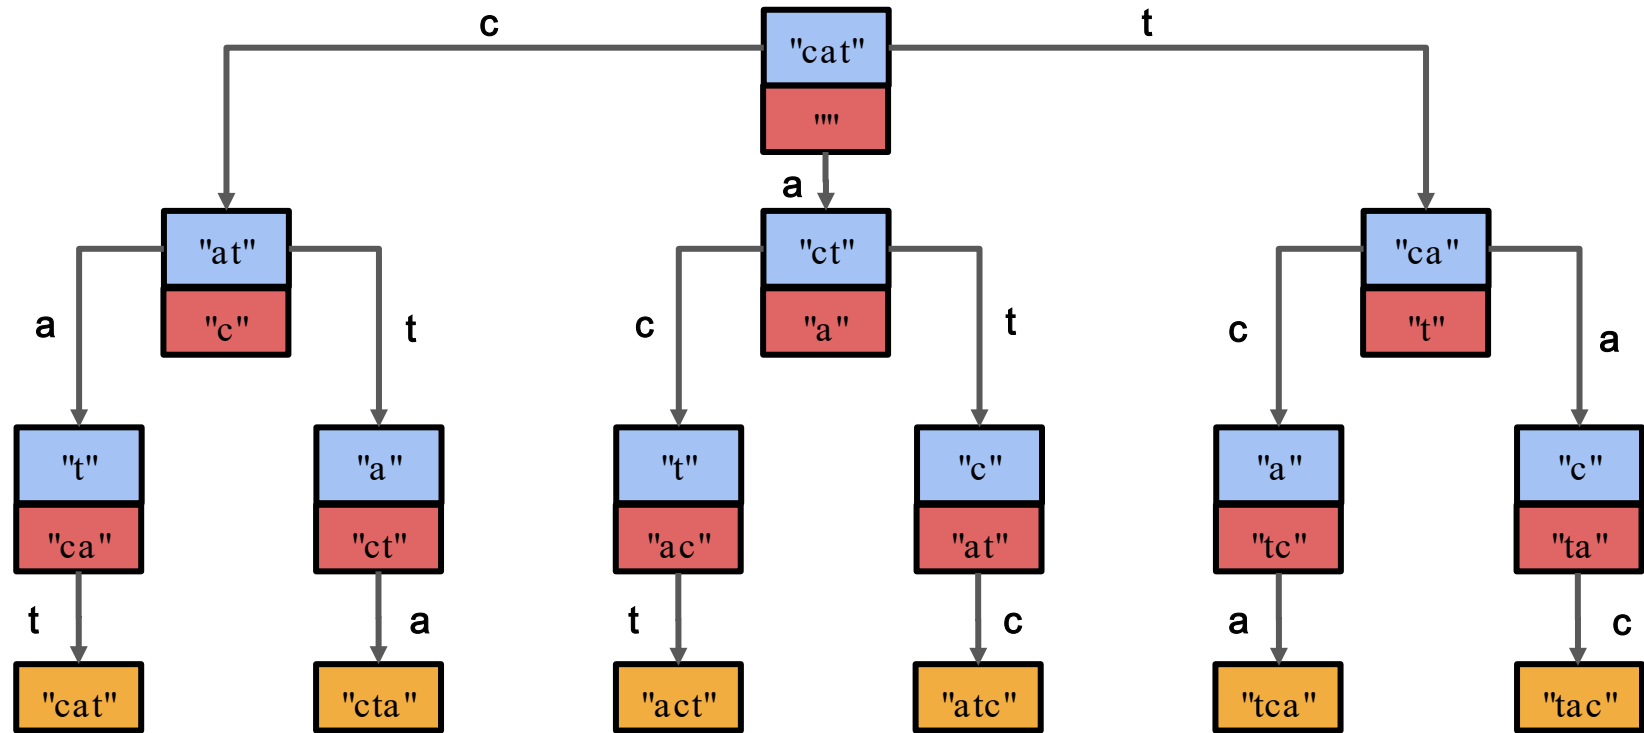 c "cat" t
""
a
"at" "ct" "ca"
a "c" t c "a" t c "t" a
"t" "a" "t" "c" "a" "c"
"ca" "ct" "ac" "at" "tc" "ta"
t a t c a c
"cat" "cta" "act" "atc" "tca" "tac"